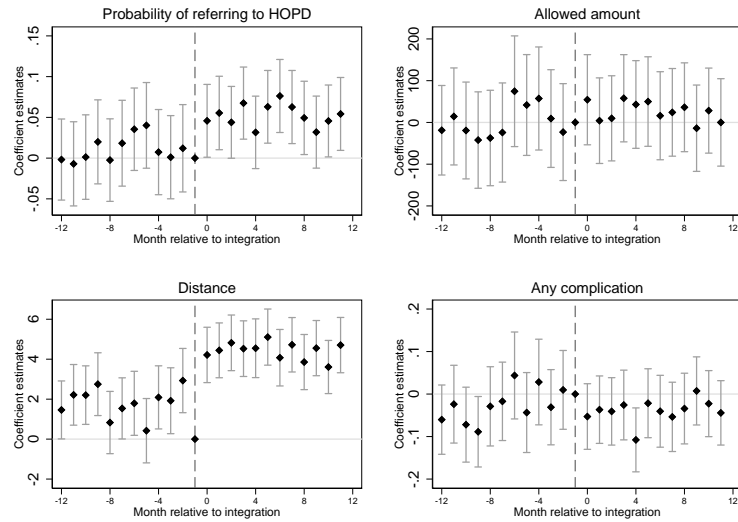 Probability of referring to HOPD
Coefficient estimates
.15
.1
.05
0
-.05
-12 -8 -4 0 4 8 12
Month relative to integration
Allowed amount
Coefficient estimates
200
100
0
-100
-200
-12 -8 -4 0 4 8 12
Month relative to integration
Distance
Coefficient estimates
6
4
2
0
-2
-12 -8 -4 0 4 8 12
Month relative to integration
Any complication
Coefficient estimates
.2
.1
0
-.1
-.2
-12 -8 -4 0 4 8 12
Month relative to integration